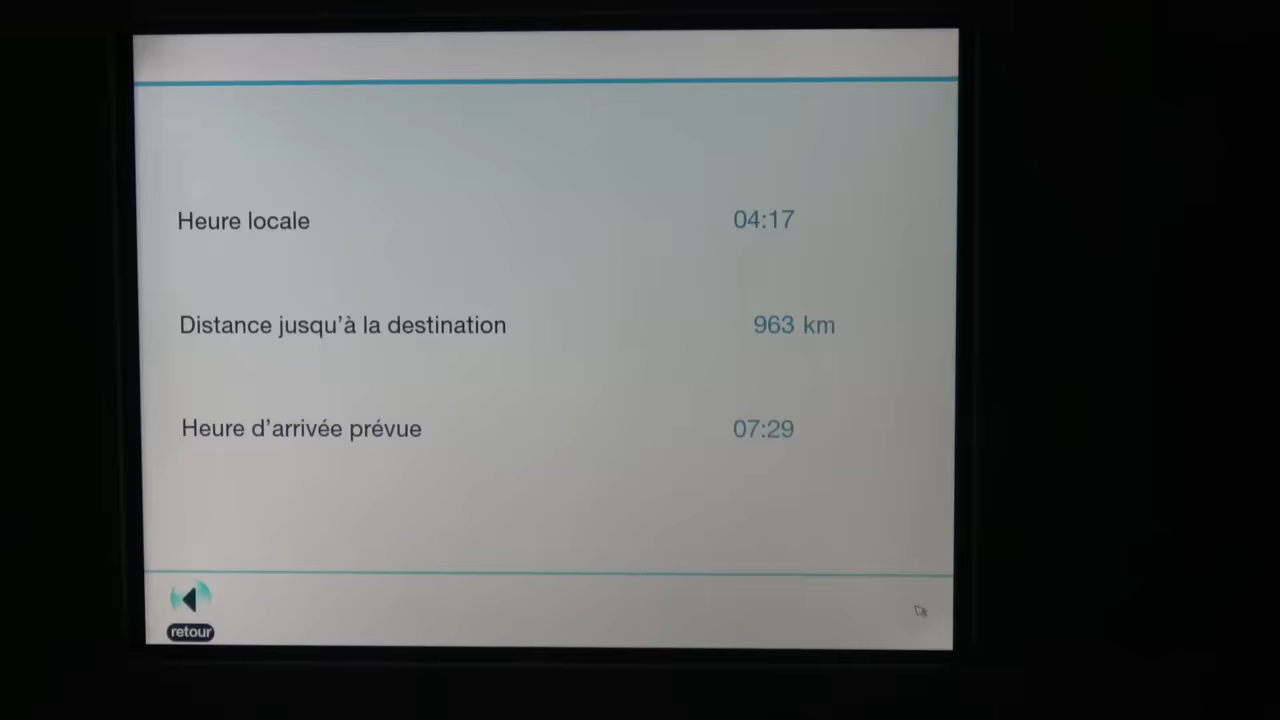 Heure locale 04:17
Distance jusqu'à la destination 963 km
Heure d'arrivée prévue 07:29
retour